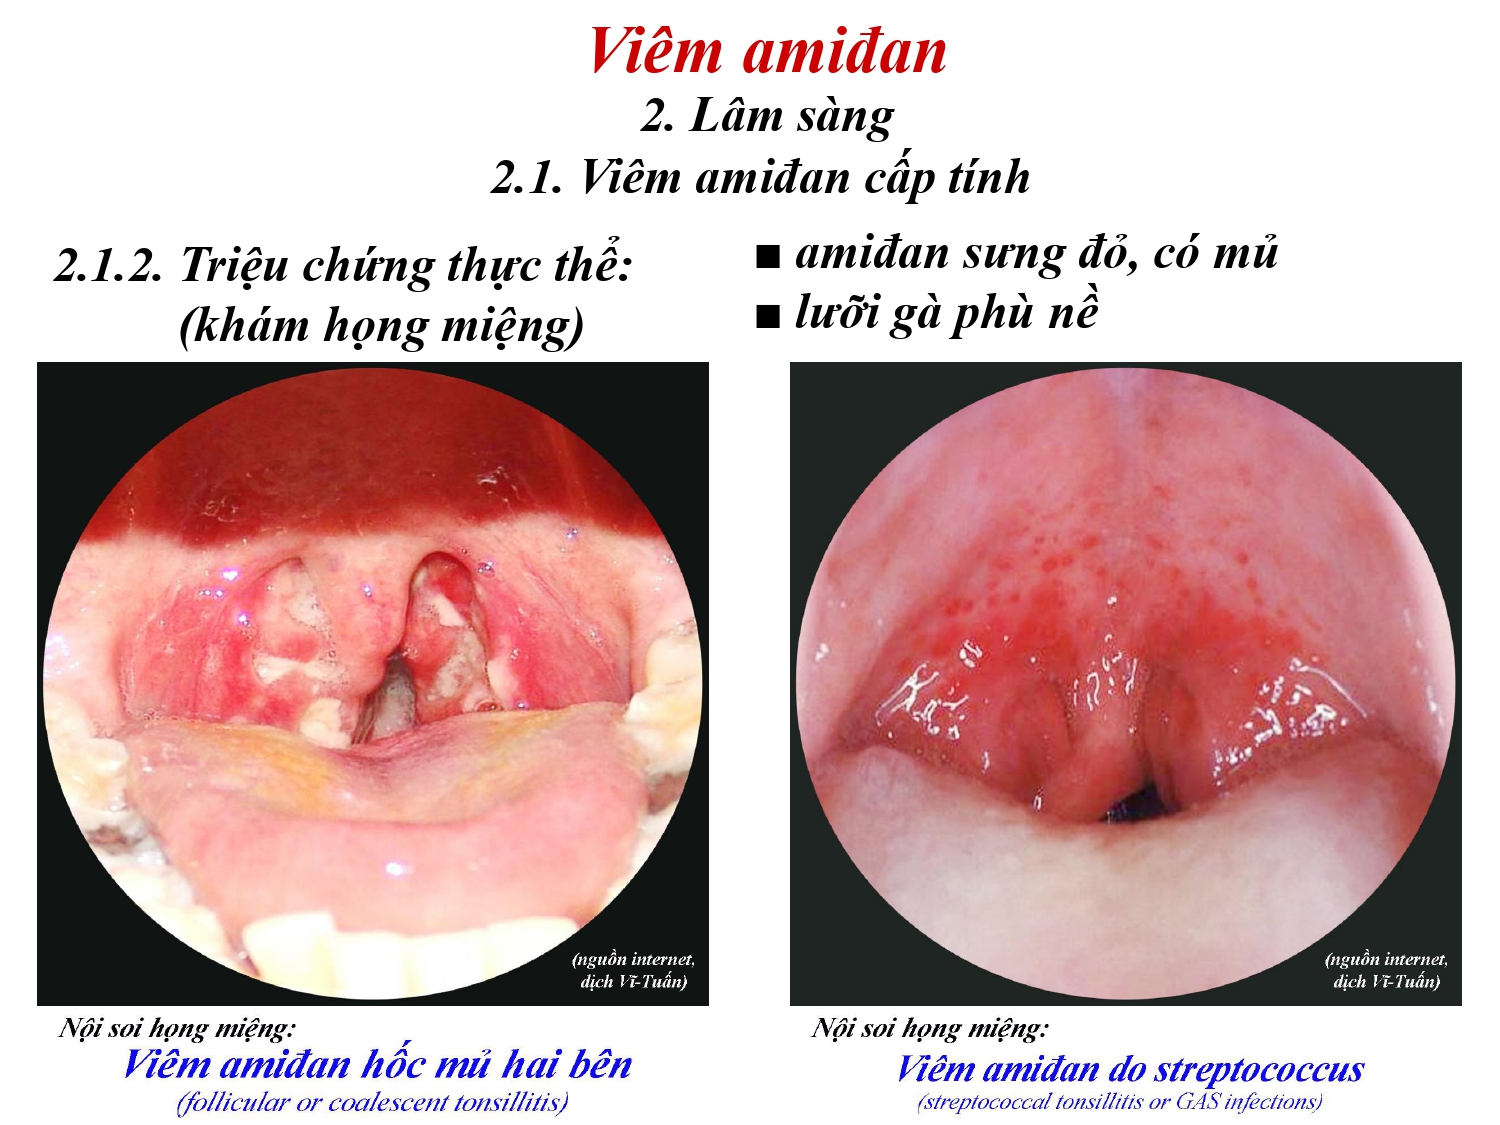 Viêm amiđan
2. Lâm sàng
2.1. Viêm amiđan cấp tính
2.1.2. Triệu chứng thực thể:
(khám họng miệng)
■ amiđan sưng đỏ, có mủ
■ lưỡi gà phù nề
(nguồn internet,
dịch Vĩ-Tuấn)
Nội soi họng miệng:
Viêm amiđan hốc mủ hai bên
(follicular or coalescent tonsillitis)
(nguồn internet,
dịch Vĩ-Tuấn)
Nội soi họng miệng:
Viêm amiđan do streptococcus
(streptococcal tonsillitis or GAS infections)